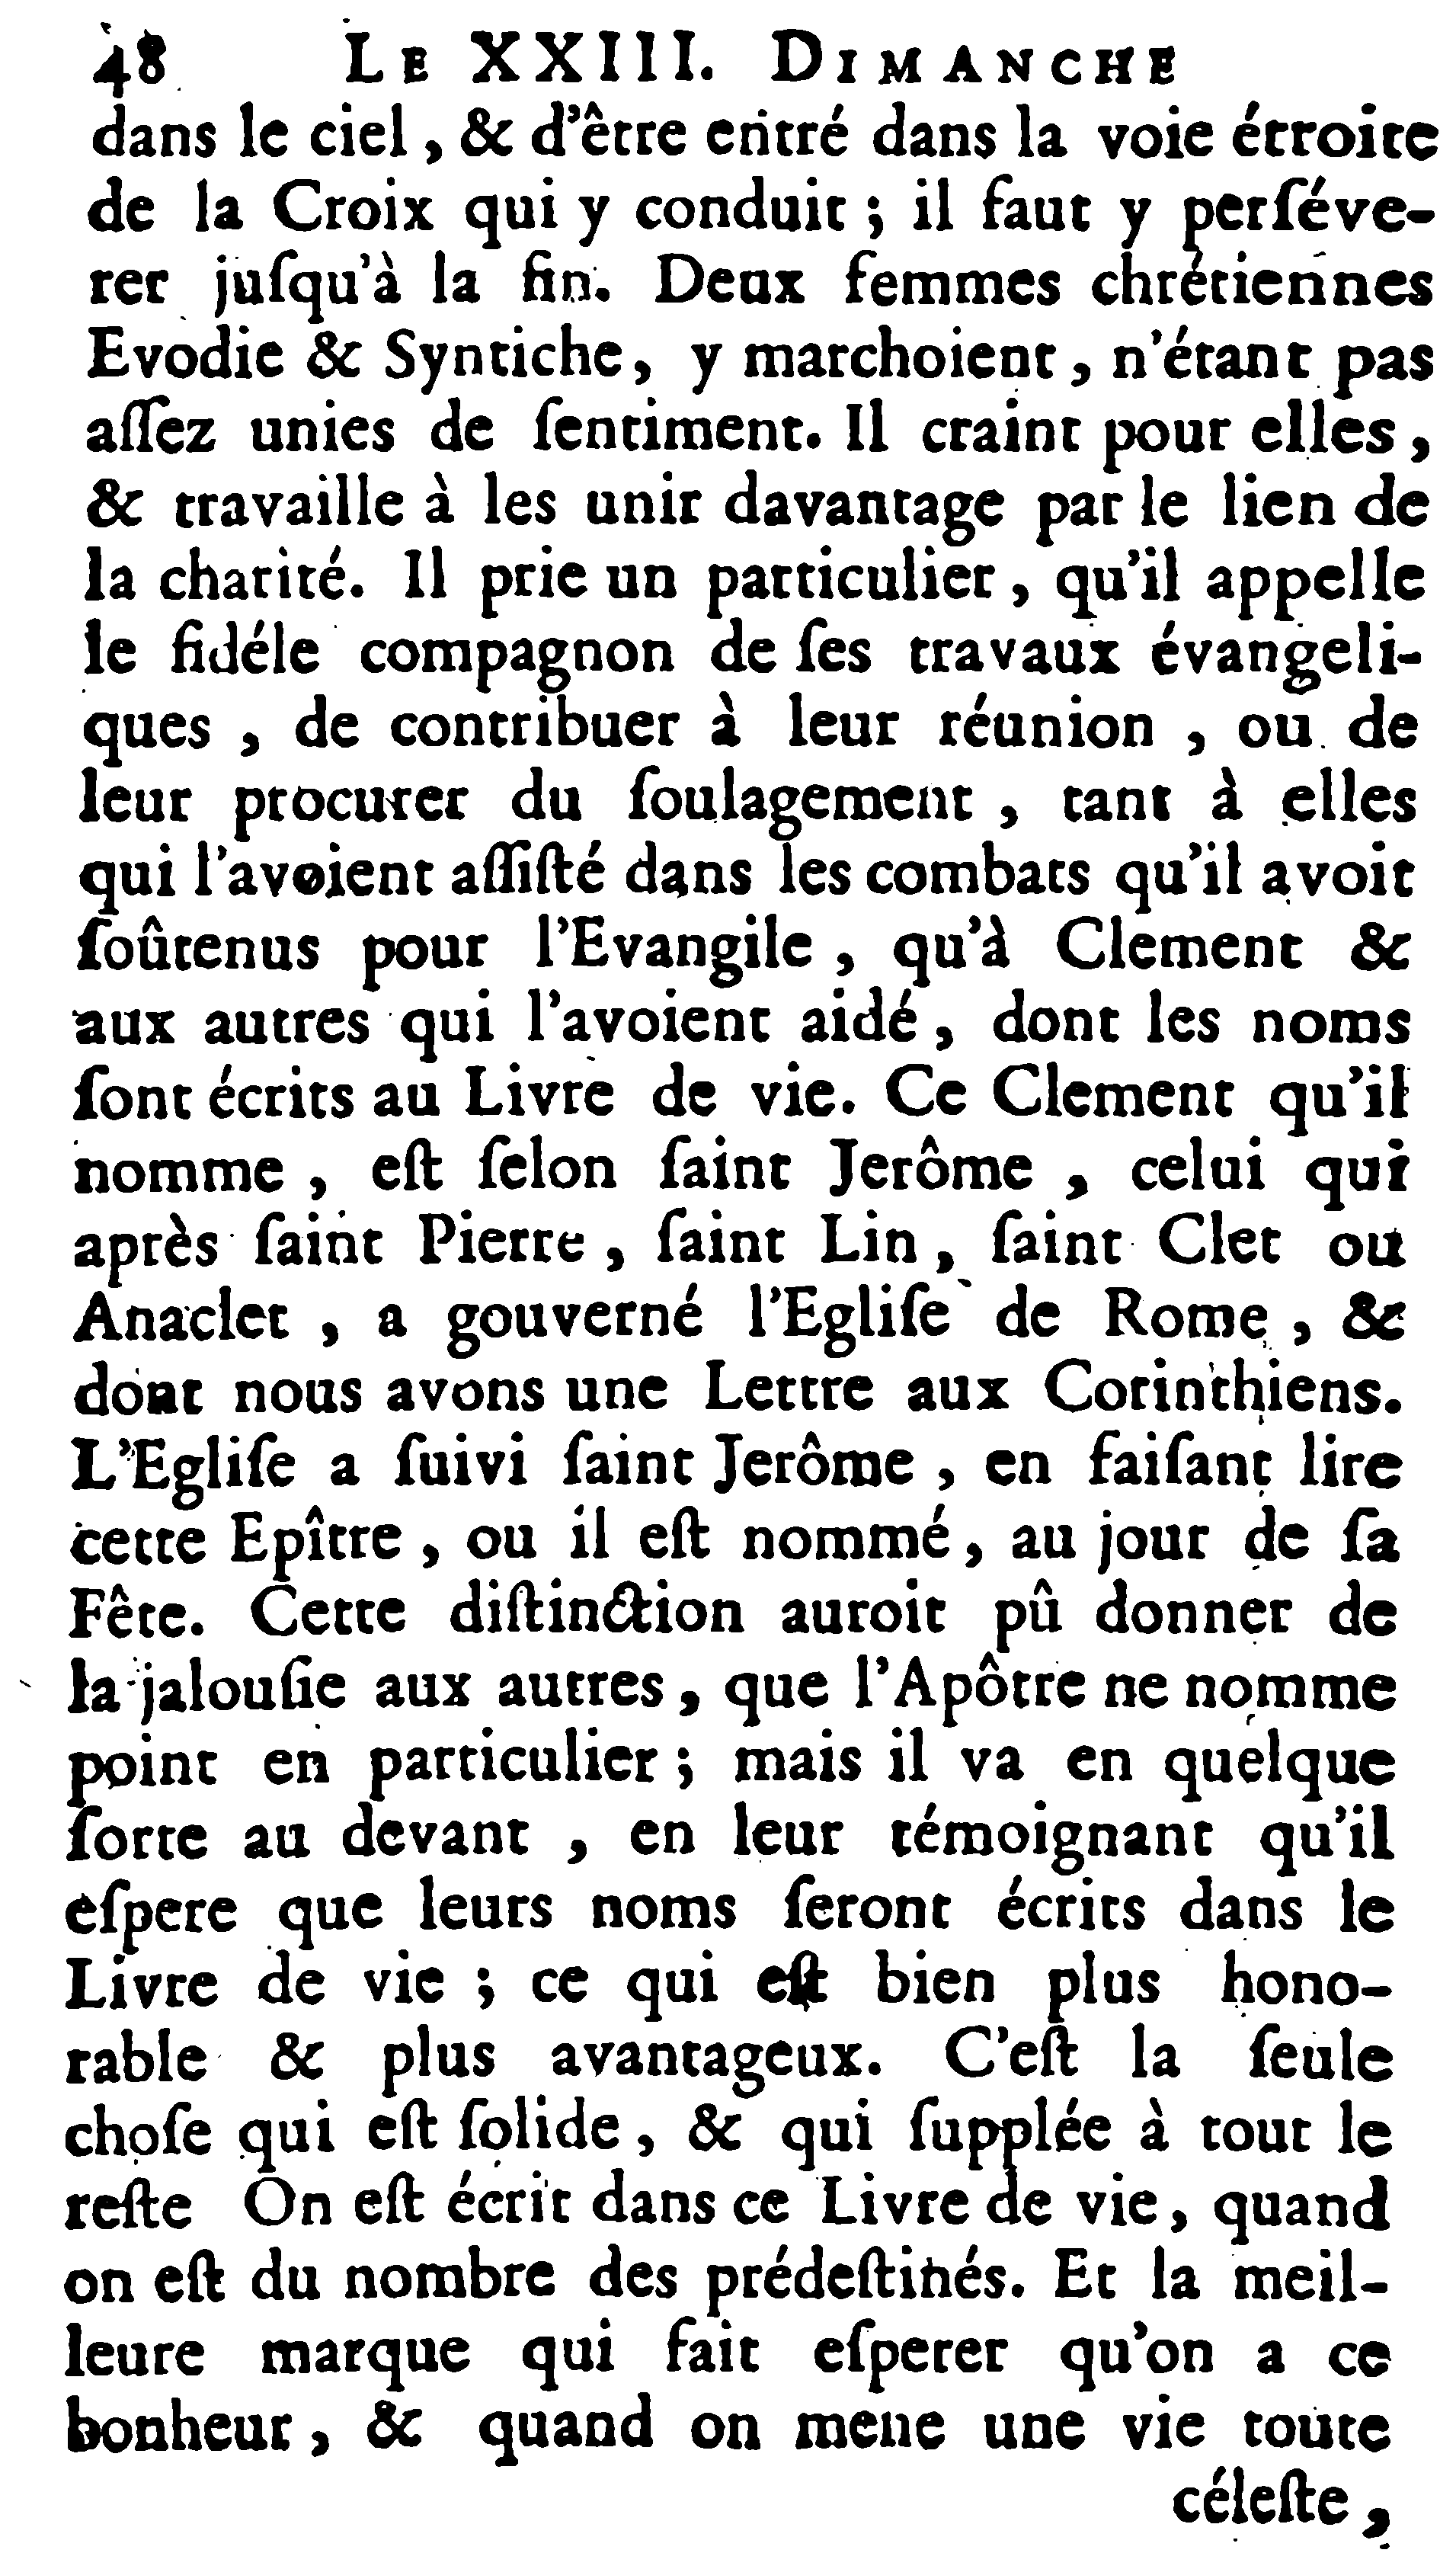 48 LE XXIII. DIMANCHE
dans le ciel, & d'être entré dans la voie étroite
de la Croix qui y conduit ; il faut y perſéve-
rer juſqu'à la fin. Deux femmes chrétiennes
Evodie & Syntiche, y marchoient, n'étant pas
aſſez unies de ſentiment. Il craint pour elles,
& travaille à les unir davantage par le lien de
la charité. Il prie un particulier, qu'il appelle
le fidéle compagnon de ſes travaux évangeli-
ques, de contribuer à leur réunion, ou de
leur procurer du ſoulagement, tant à elles
qui l'avoient aſſiſté dans les combats qu'il avoit
ſoûtenus pour l'Evangile, qu'à Clement &
aux autres qui l'avoient aidé, dont les noms
ſont écrits au Livre de vie. Ce Clement qu'il
nomme, eſt ſelon ſaint Jerôme, celui qui
après ſaint Pierre, ſaint Lin, ſaint Clet ou
Anaclet, a gouverné l'Egliſe de Rome, &
dont nous avons une Lettre aux Corinthiens.
L'Egliſe a ſuivi ſaint Jerôme, en faiſant lire
cette Epître, ou il eſt nommé, au jour de ſa
Fête. Cette diſtinction auroit pû donner de
la jalouſie aux autres, que l'Apôtre ne nomme
point en particulier ; mais il va en quelque
ſorte au devant, en leur témoignant qu'il
eſpere que leurs noms ſeront écrits dans le
Livre de vie ; ce qui eſt bien plus hono-
rable & plus avantageux. C'eſt la ſeule
choſe qui eſt ſolide, & qui ſupplée à tout le
reſte On eſt écrit dans ce Livre de vie, quand
on eſt du nombre des prédeſtinés. Et la meil-
leure marque qui fait eſperer qu'on a ce
bonheur, & quand on mene une vie toute
céleſte,